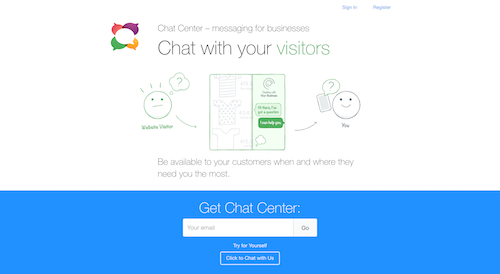 Sign In
Register
Chat Center – messaging for businesses
Chat with your visitors
Chatting with
Your Business
Hi there, I've
got a question.
I can help you.
Website Visitor
You
Be available to your customers when and where they
need you the most.
Get Chat Center:
Your email
Go
Try for Yourself
Click to Chat with Us